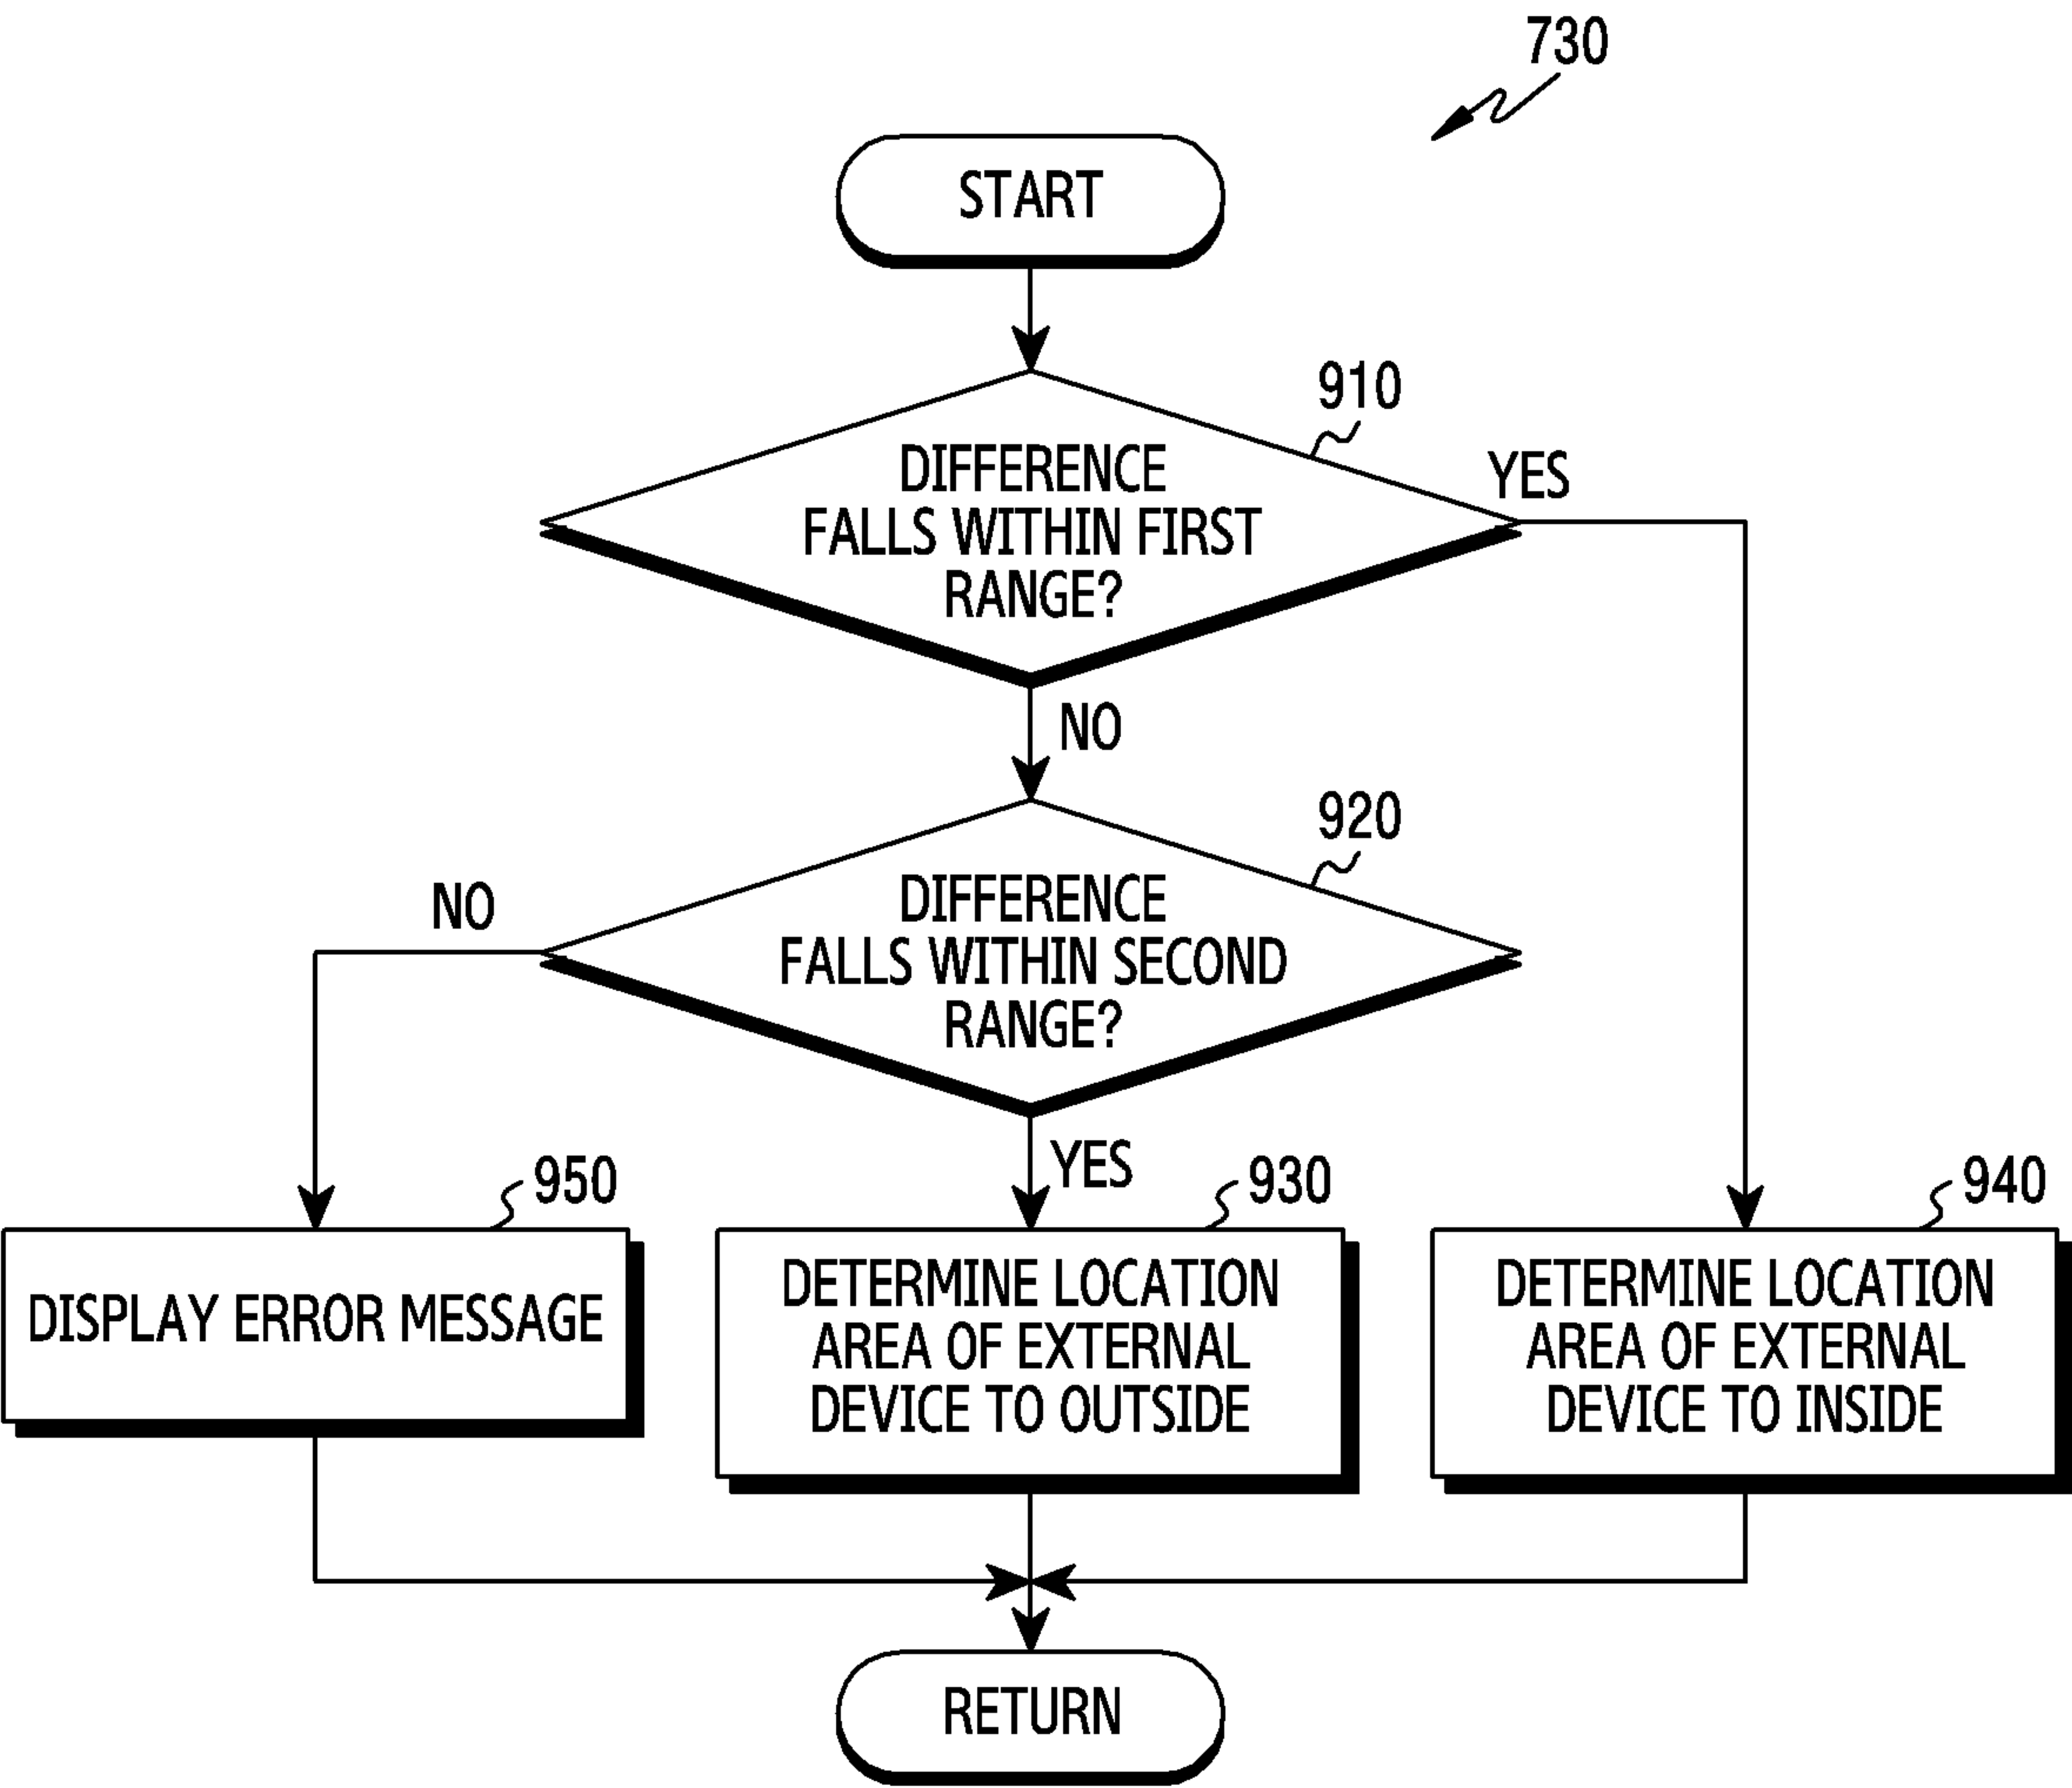 730
START
910
DIFFERENCE
FALLS WITHIN FIRST
RANGE?
YES
NO
920
DIFFERENCE
FALLS WITHIN SECOND
RANGE?
NO
YES
950
DISPLAY ERROR MESSAGE
930
DETERMINE LOCATION
AREA OF EXTERNAL
DEVICE TO OUTSIDE
940
DETERMINE LOCATION
AREA OF EXTERNAL
DEVICE TO INSIDE
RETURN